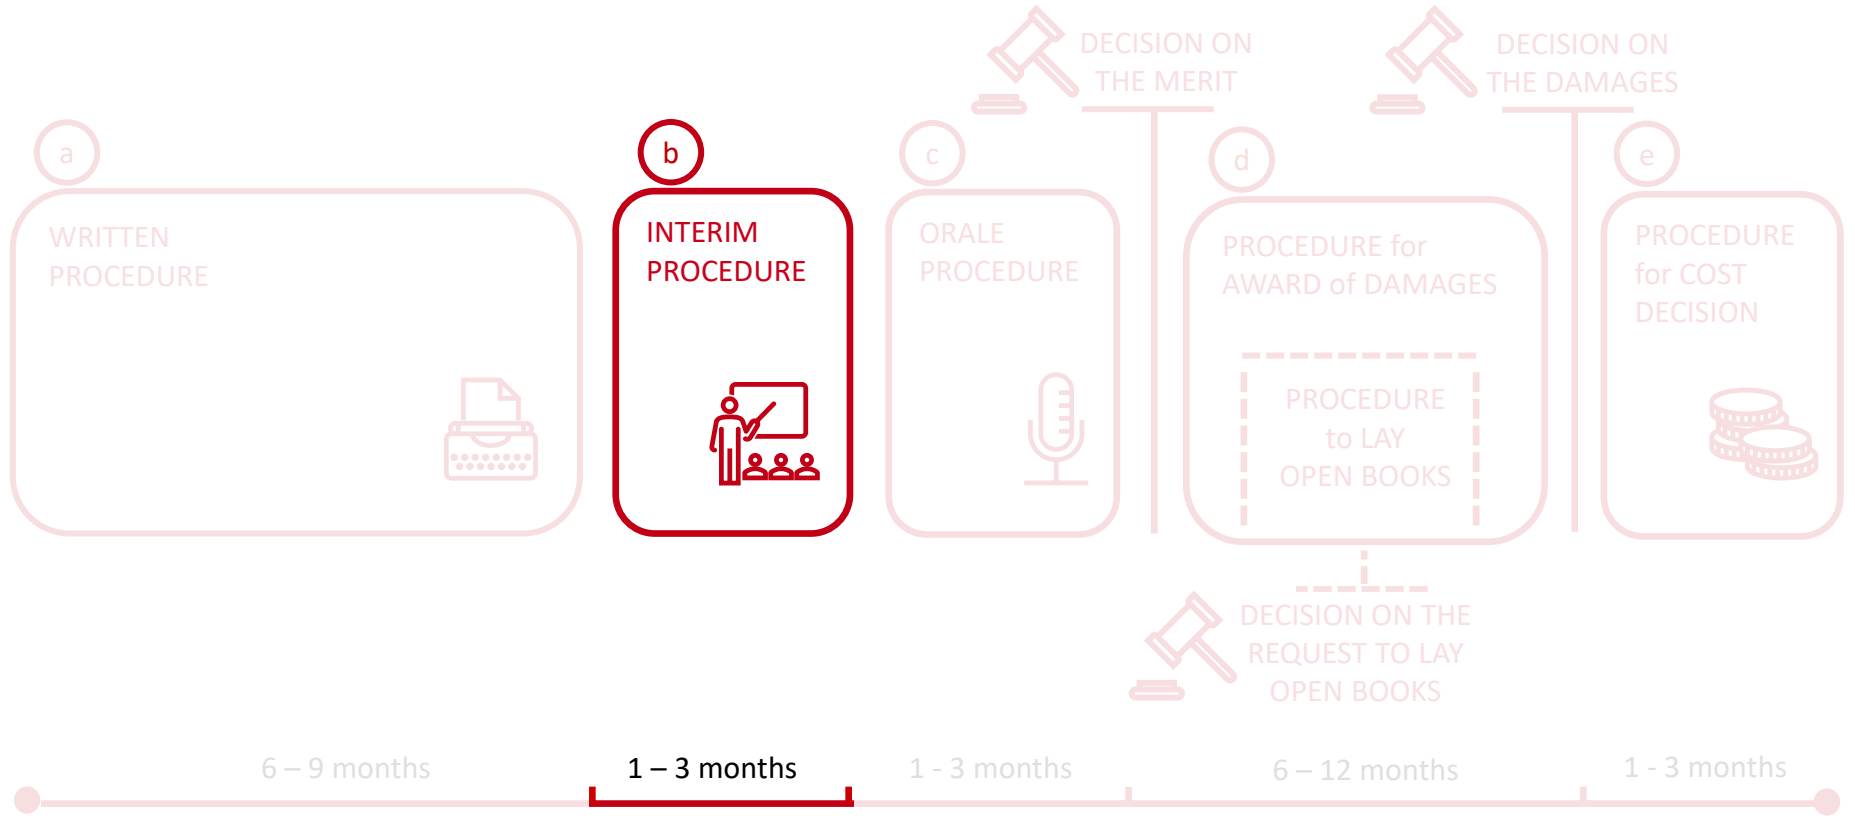 DECISION ON
THE MERIT
DECISION ON
THE DAMAGES
a
b
c
d
e
WRITTEN
PROCEDURE
INTERIM
PROCEDURE
ORALE
PROCEDURE
PROCEDURE for
AWARD of DAMAGES
PROCEDURE
to LAY
OPEN BOOKS
PROCEDURE
for COST
DECISION
DECISION ON THE
REQUEST TO LAY
OPEN BOOKS
6 – 9 months
1 – 3 months
1 - 3 months
6 – 12 months
1 - 3 months